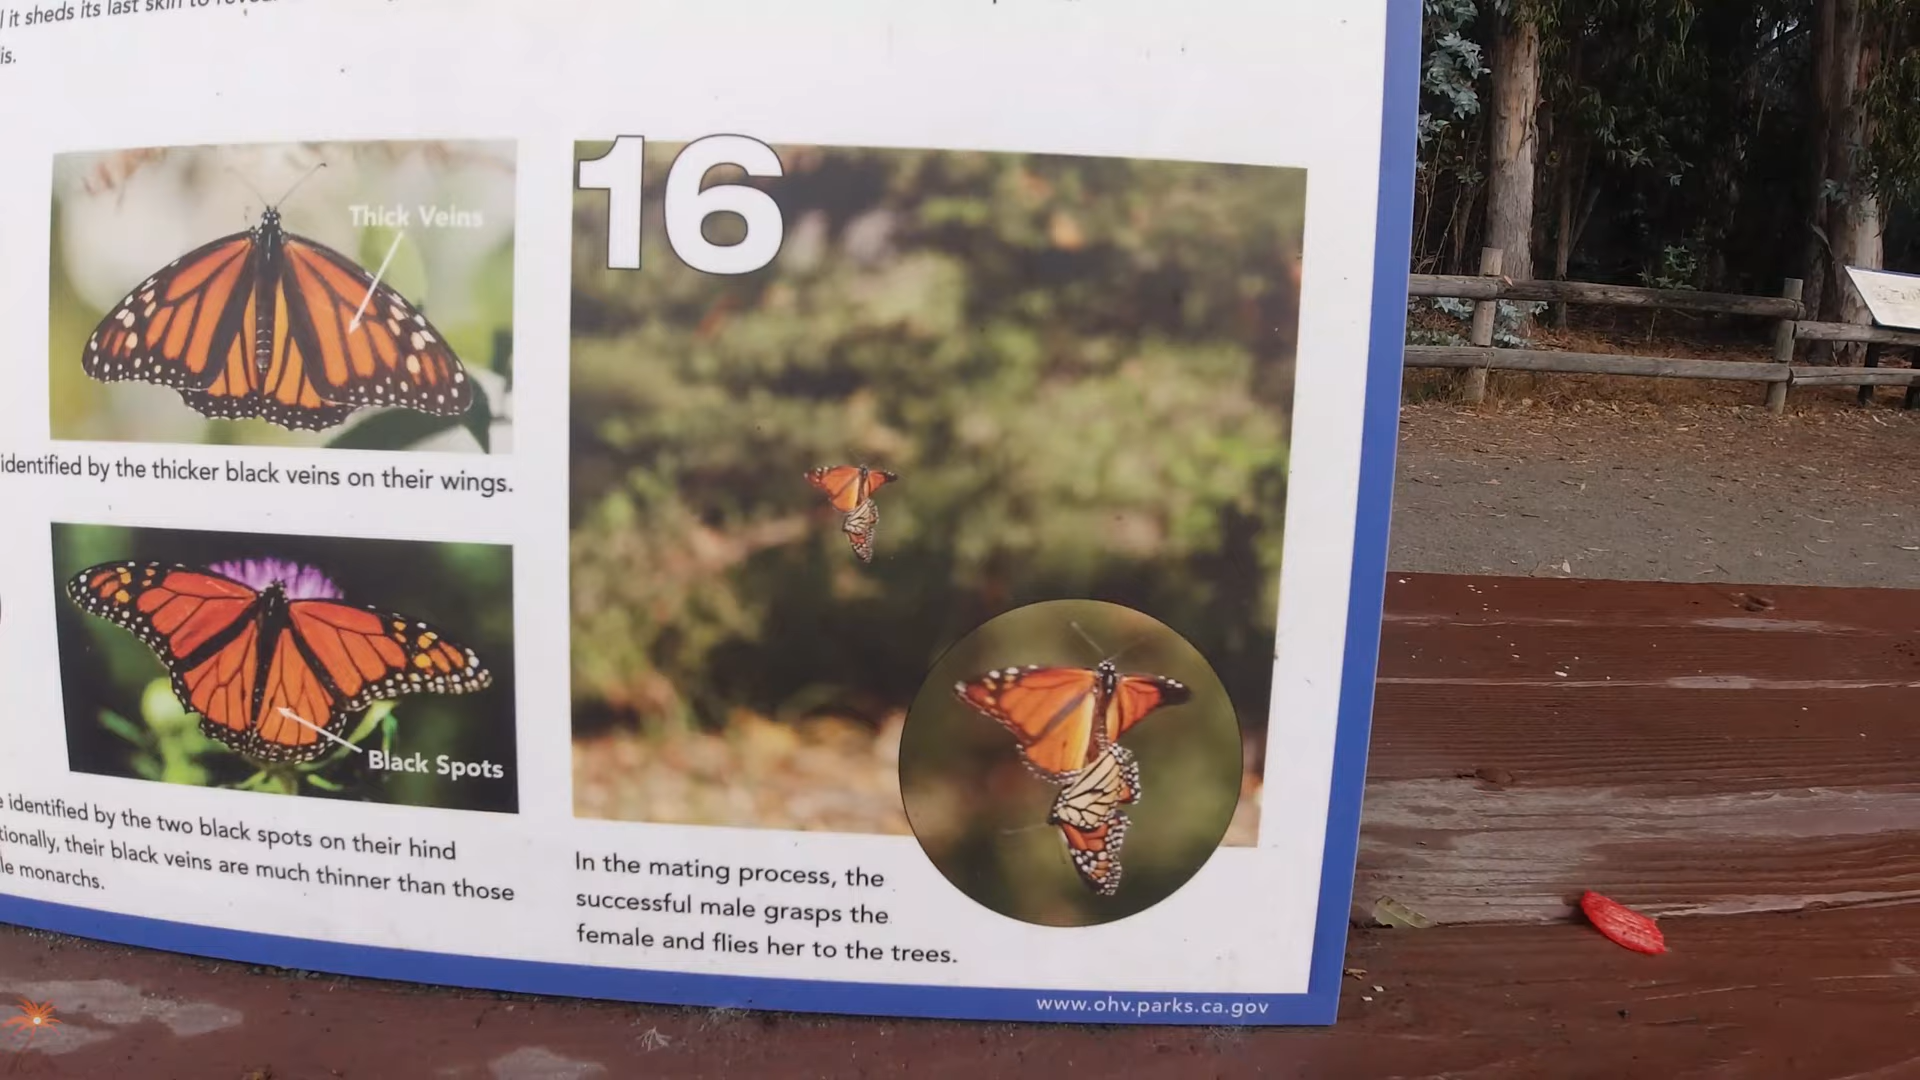 it sheds its last skin to
is.
Thick Veins
identified by the thicker black veins on their wings.
Black Spots
identified by the two black spots on their hind
tionally, their black veins are much thinner than those
le monarchs.
16
In the mating process, the
successful male grasps the
female and flies her to the trees.
www.ohv.parks.ca.gov